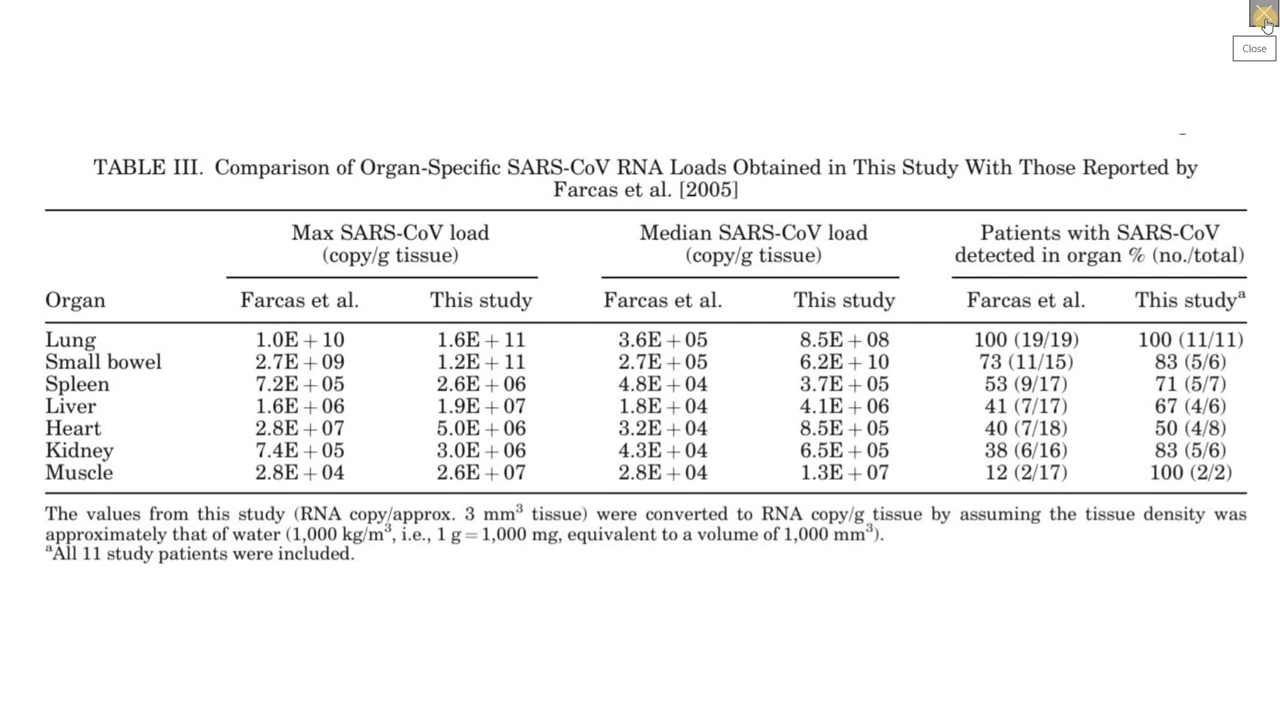 Close
TABLE III. Comparison of Organ-Specific SARS-CoV RNA Loads Obtained in This Study With Those Reported by
Farcas et al. [2005]
Max SARS-CoV load Median SARS-CoV load Patients with SARS-CoV
(copy/g tissue) (copy/g tissue) detected in organ % (no./total)
Organ Farcas et al. This study Farcas et al. This study Farcas et al. This studyᵃ
Lung 1.0E + 10 1.6E + 11 3.6E + 05 8.5E + 08 100 (19/19) 100 (11/11)
Small bowel 2.7E + 09 1.2E + 11 2.7E + 05 6.2E + 10 73 (11/15) 83 (5/6)
Spleen 7.2E + 05 2.6E + 06 4.8E + 04 3.7E + 05 53 (9/17) 71 (5/7)
Liver 1.6E + 06 1.9E + 07 1.8E + 04 4.1E + 06 41 (7/17) 67 (4/6)
Heart 2.8E + 07 5.0E + 06 3.2E + 04 8.5E + 05 40 (7/18) 50 (4/8)
Kidney 7.4E + 05 3.0E + 06 4.3E + 04 6.5E + 05 38 (6/16) 83 (5/6)
Muscle 2.8E + 04 2.6E + 07 2.8E + 04 1.3E + 07 12 (2/17) 100 (2/2)
The values from this study (RNA copy/approx. 3 mm³ tissue) were converted to RNA copy/g tissue by assuming the tissue density was
approximately that of water (1,000 kg/m³, i.e., 1 g = 1,000 mg, equivalent to a volume of 1,000 mm³).
ᵃAll 11 study patients were included.